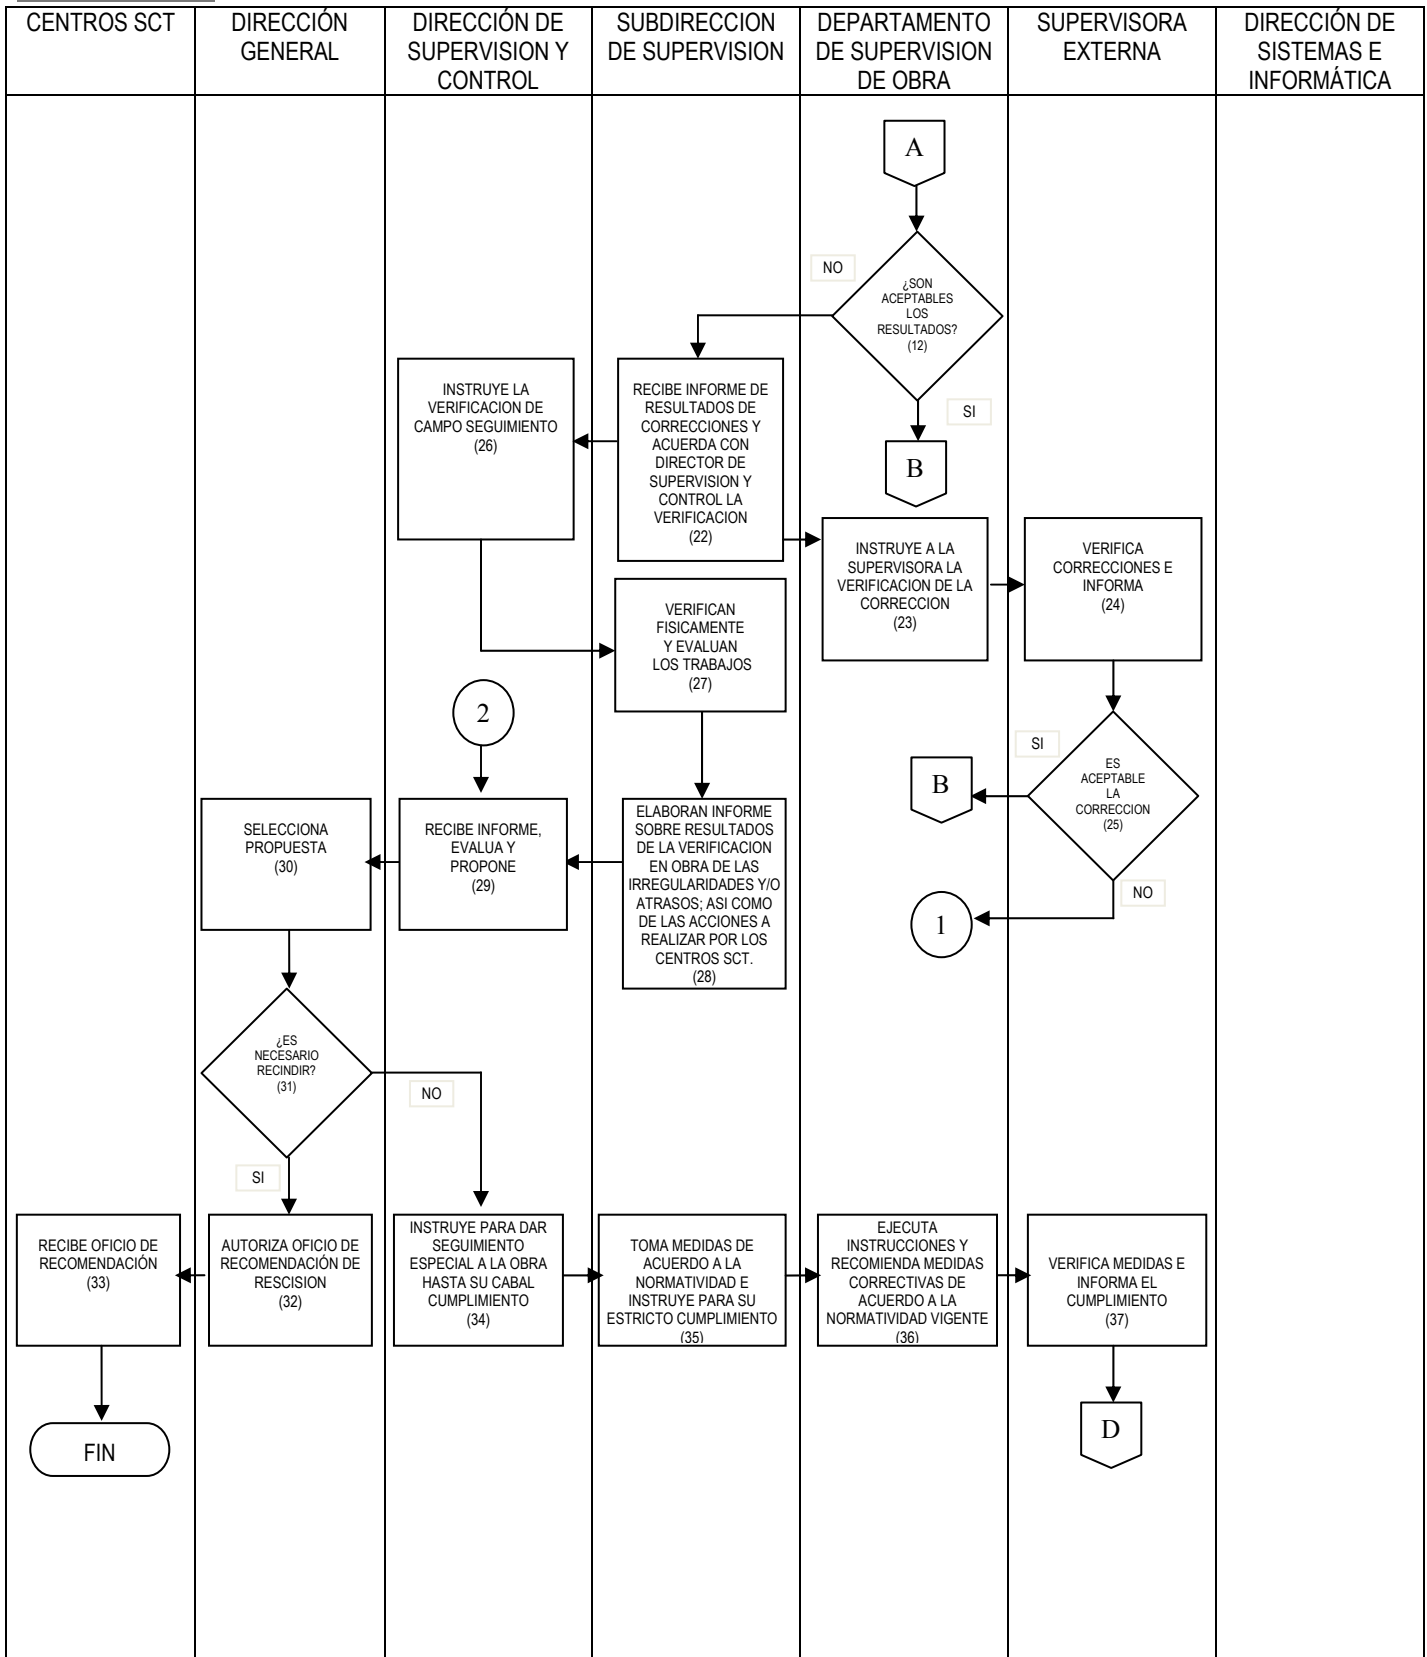 CENTROS SCT
DIRECCIÓN
GENERAL
DIRECCIÓN DE
SUPERVISION Y
CONTROL
SUBDIRECCION
DE SUPERVISION
DEPARTAMENTO
DE SUPERVISION
DE OBRA
SUPERVISORA
EXTERNA
DIRECCIÓN DE
SISTEMAS E
INFORMÁTICA
A
NO
¿SON
ACEPTABLES
LOS
RESULTADOS?
(12)
SI
B
INSTRUYE LA
VERIFICACION DE
CAMPO SEGUIMIENTO
(26)
RECIBE INFORME DE
RESULTADOS DE
CORRECCIONES Y
ACUERDA CON
DIRECTOR DE
SUPERVISION Y
CONTROL LA
VERIFICACION
(22)
INSTRUYE A LA
SUPERVISORA LA
VERIFICACION DE LA
CORRECCION
(23)
VERIFICA
CORRECCIONES E
INFORMA
(24)
VERIFICAN
FISICAMENTE
Y EVALUAN
LOS TRABAJOS
(27)
2
SI
B
ES
ACEPTABLE
LA
CORRECCION
(25)
NO
1
SELECCIONA
PROPUESTA
(30)
RECIBE INFORME,
EVALUA Y
PROPONE
(29)
ELABORAN INFORME
SOBRE RESULTADOS
DE LA VERIFICACION
EN OBRA DE LAS
IRREGULARIDADES Y/O
ATRASOS; ASI COMO
DE LAS ACCIONES A
REALIZAR POR LOS
CENTROS SCT.
(28)
¿ES
NECESARIO
RECINDIR?
(31)
NO
SI
RECIBE OFICIO DE
RECOMENDACIÓN
(33)
AUTORIZA OFICIO DE
RECOMENDACIÓN DE
RESCISION
(32)
INSTRUYE PARA DAR
SEGUIMIENTO
ESPECIAL A LA OBRA
HASTA SU CABAL
CUMPLIMIENTO
(34)
TOMA MEDIDAS DE
ACUERDO A LA
NORMATIVIDAD E
INSTRUYE PARA SU
ESTRICTO CUMPLIMIENTO
(35)
EJECUTA
INSTRUCCIONES Y
RECOMIENDA MEDIDAS
CORRECTIVAS DE
ACUERDO A LA
NORMATIVIDAD VIGENTE
(36)
VERIFICA MEDIDAS E
INFORMA EL
CUMPLIMIENTO
(37)
FIN
D